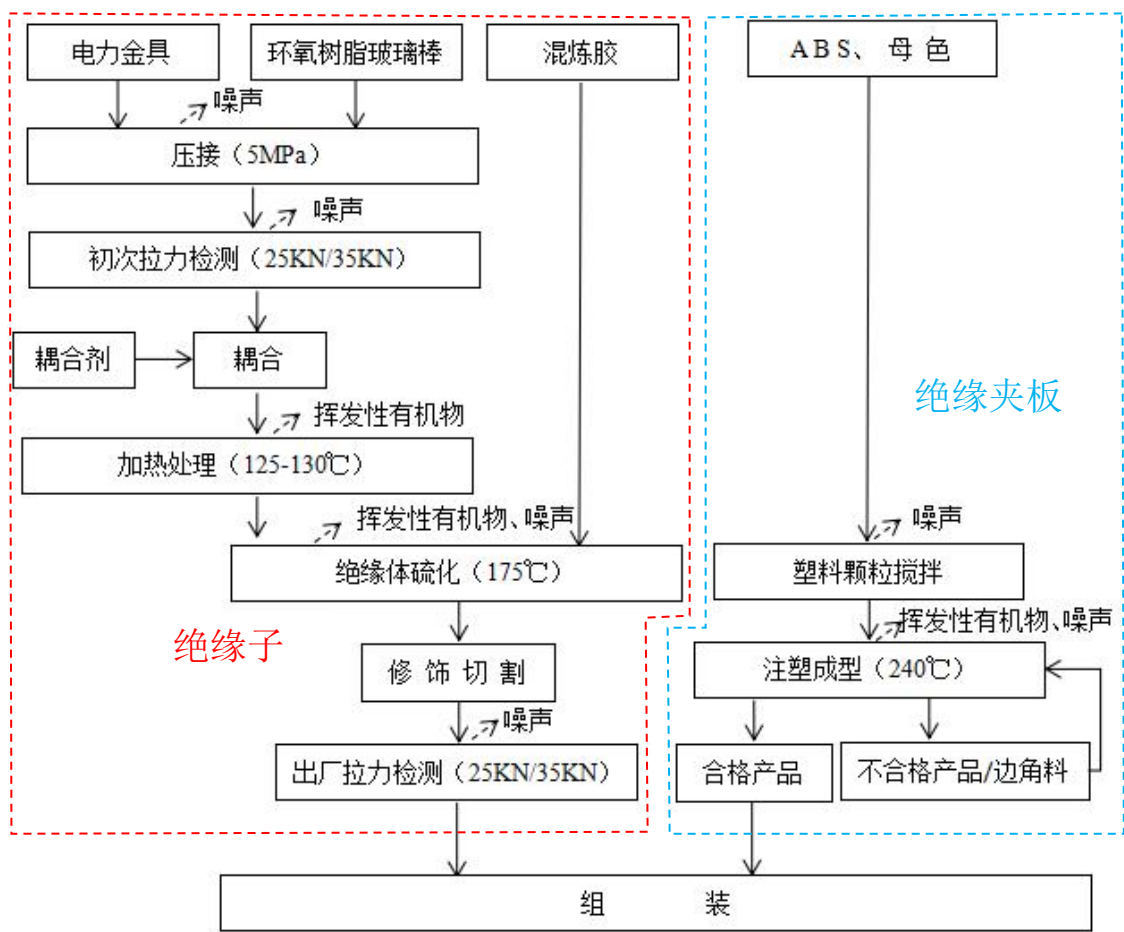 电力金具
环氧树脂玻璃棒
混炼胶
ABS、母色
噪声
压接（5MPa）
噪声
初次拉力检测（25KN/35KN）
耦合剂
耦合
绝缘夹板
挥发性有机物
加热处理（125-130℃）
挥发性有机物、噪声
噪声
绝缘体硫化（175℃）
塑料颗粒搅拌
挥发性有机物、噪声
绝缘子
修饰切割
注塑成型（240℃）
噪声
出厂拉力检测（25KN/35KN）
合格产品
不合格产品/边角料
组装